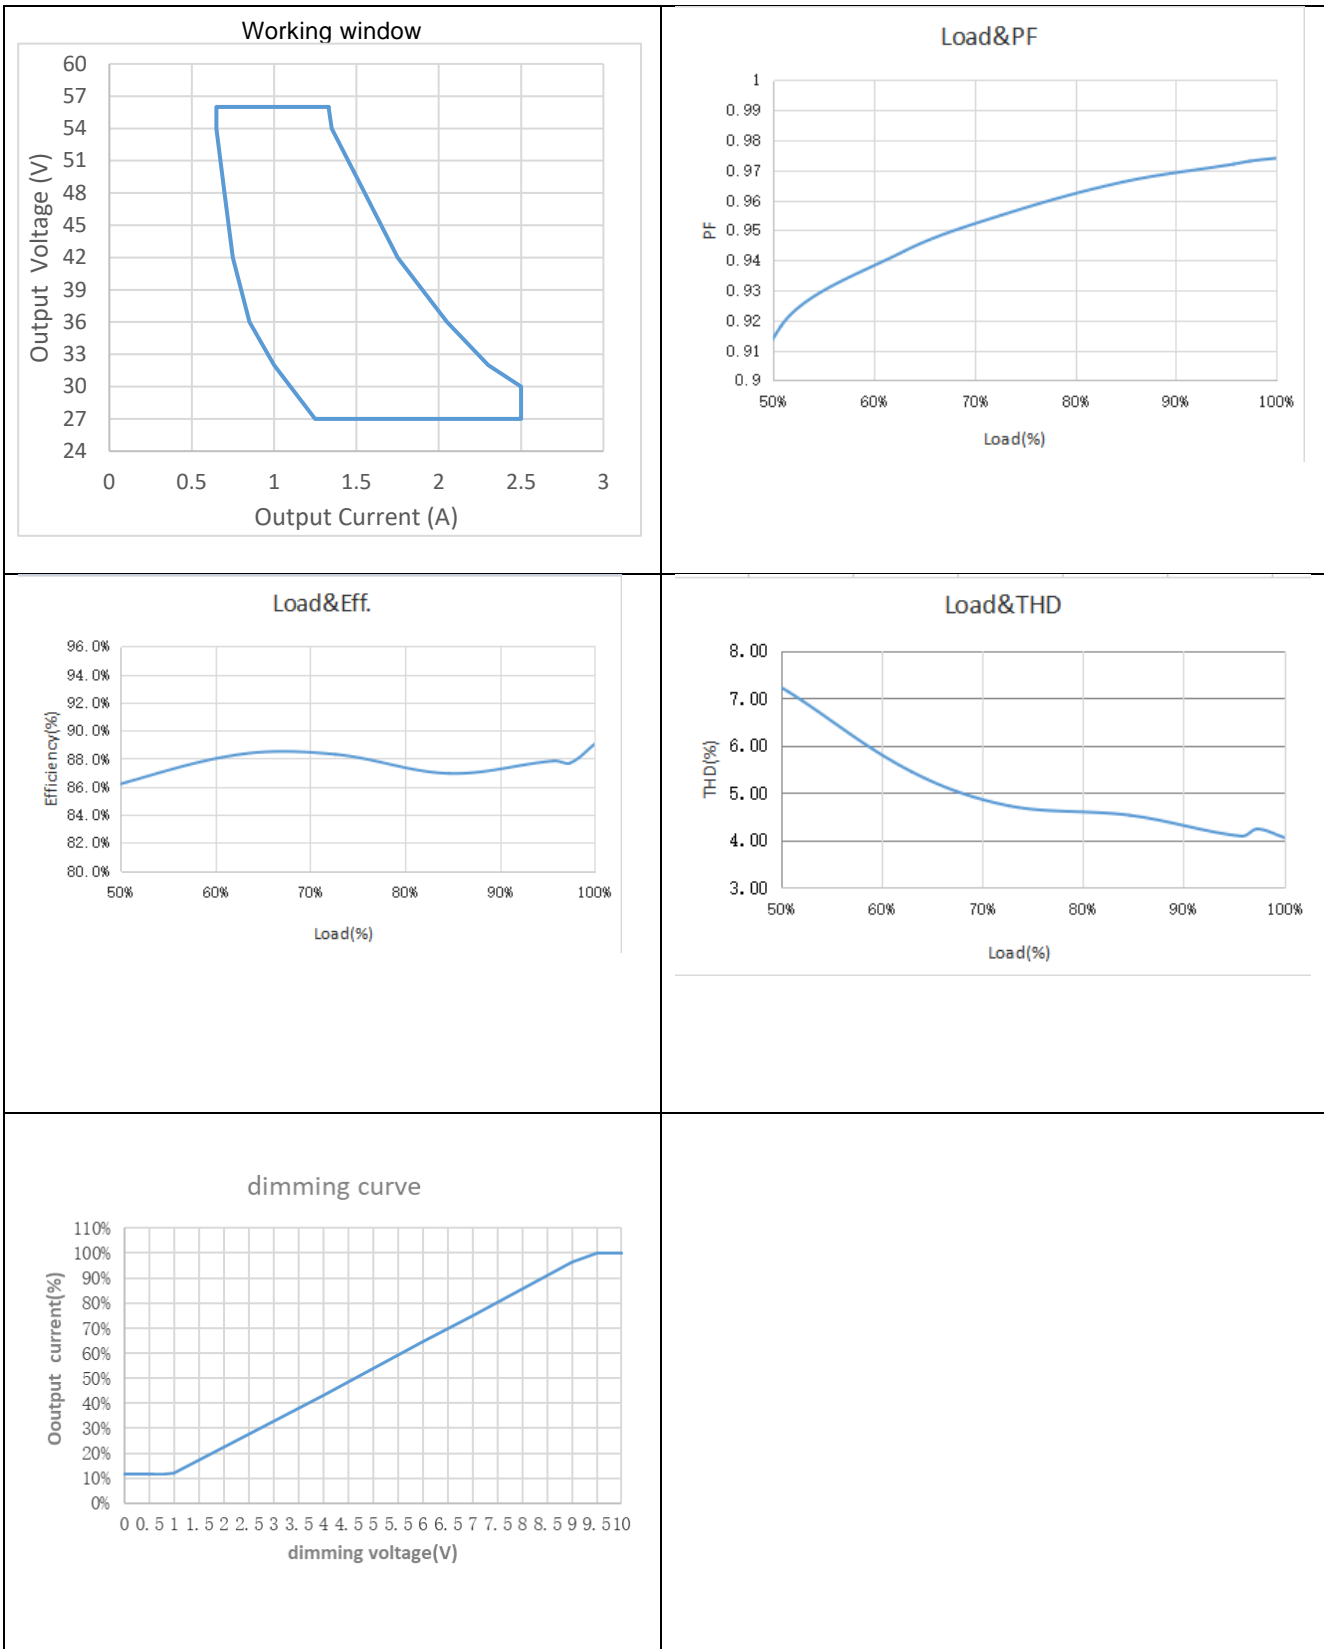 Working window
60
57
54
51
48
45
42
39
36
33
30
27
24
Output Voltage (V)
0 0.5 1 1.5 2 2.5 3
Output Current (A)
Load&PF
1
0.99
0.98
0.97
0.96
0.95
0.94
0.93
0.92
0.91
0.9
PF
50% 60% 70% 80% 90% 100%
Load(%)
Load&Eff.
96.0%
94.0%
92.0%
90.0%
88.0%
86.0%
84.0%
82.0%
80.0%
Efficiency(%)
50% 60% 70% 80% 90% 100%
Load(%)
Load&THD
8.00
7.00
6.00
5.00
4.00
3.00
THD(%)
50% 60% 70% 80% 90% 100%
Load(%)
dimming curve
110%
100%
90%
80%
70%
60%
50%
40%
30%
20%
10%
0%
Ooutput current(%)
0 0.5 1 1.5 2 2.5 3 3.5 4 4.5 5 5.5 6 6.5 7 7.5 8 8.5 9 9.5 10
dimming voltage(V)